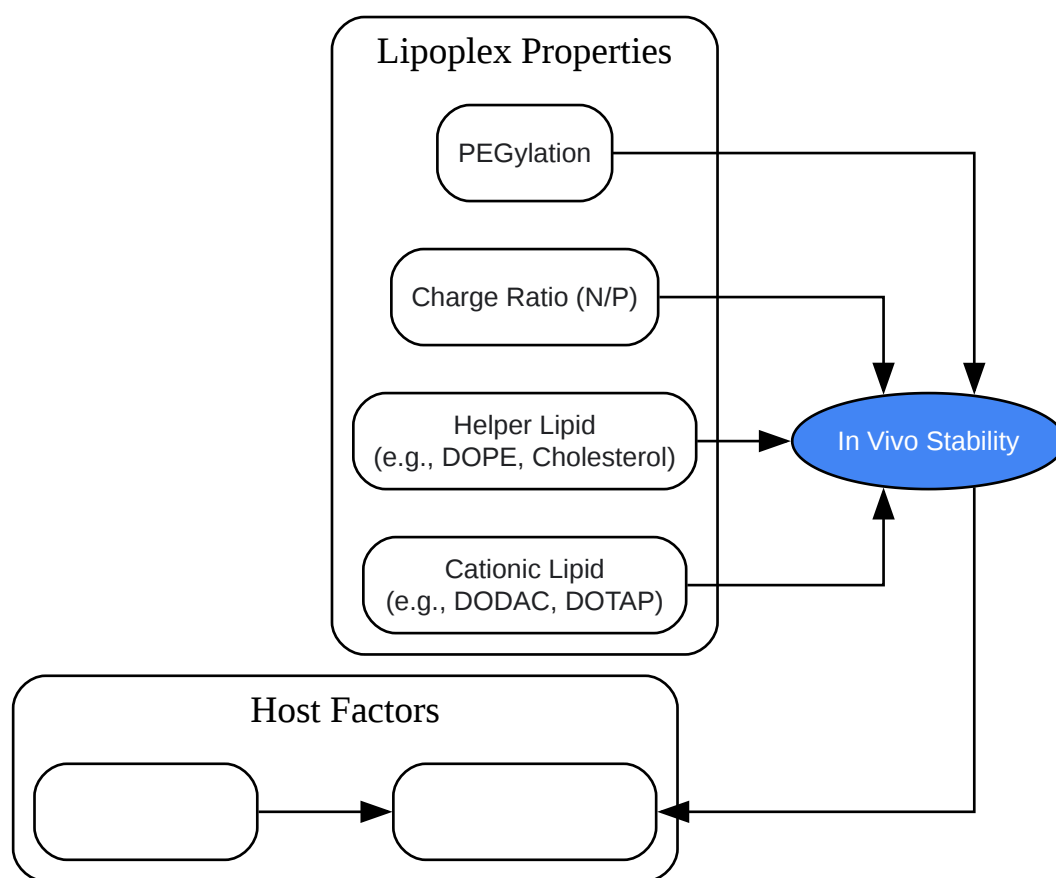 Lipoplex Properties
PEGylation
Charge Ratio (N/P)
Helper Lipid
(e.g., DOPE, Cholesterol)
In Vivo Stability
Cationic Lipid
(e.g., DODAC, DOTAP)
Host Factors